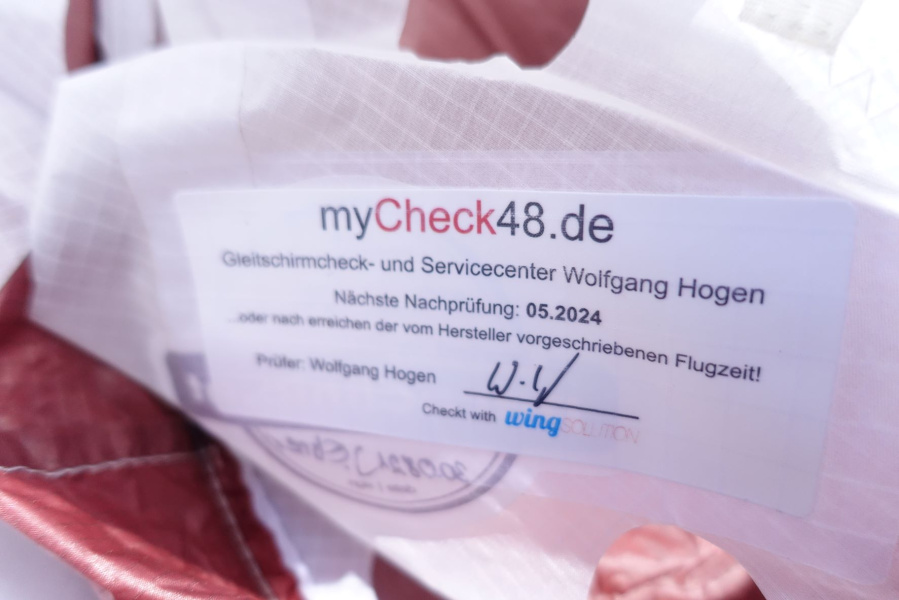 myCheck48.de
Gleitschirmcheck- und Servicecenter Wolfgang Hogen
Nächste Nachprüfung: 05.2024
...oder nach erreichen der vom Hersteller vorgeschriebenen Flugzeit!
Prüfer: Wolfgang Hogen
Checkt with wingSOLUTION